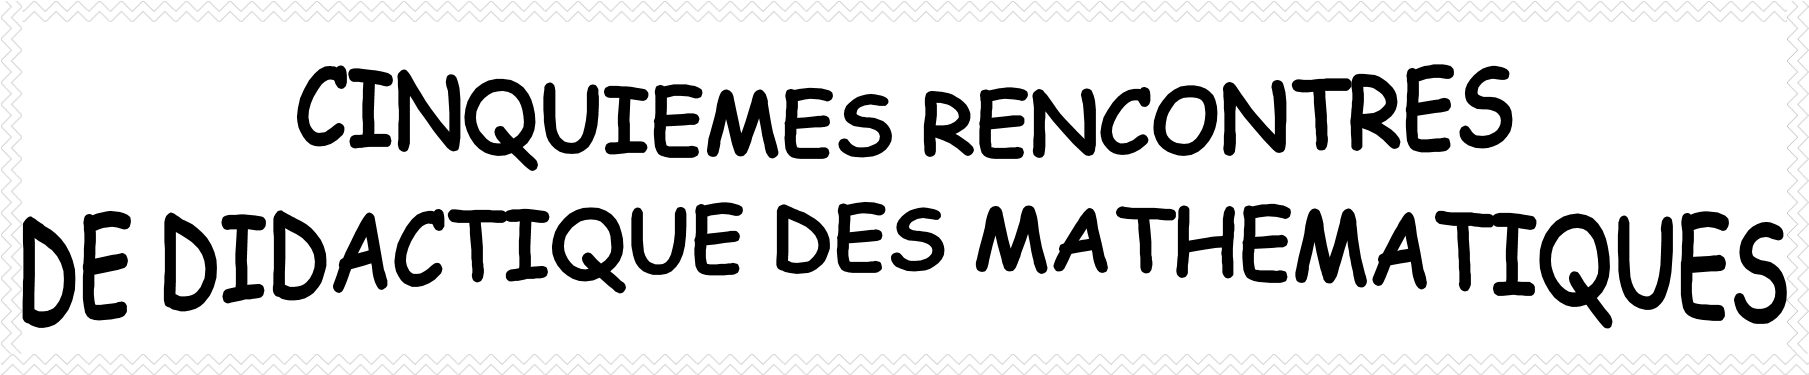 CINQUIEMES RENCONTRES
DE DIDACTIQUE DES MATHEMATIQUES